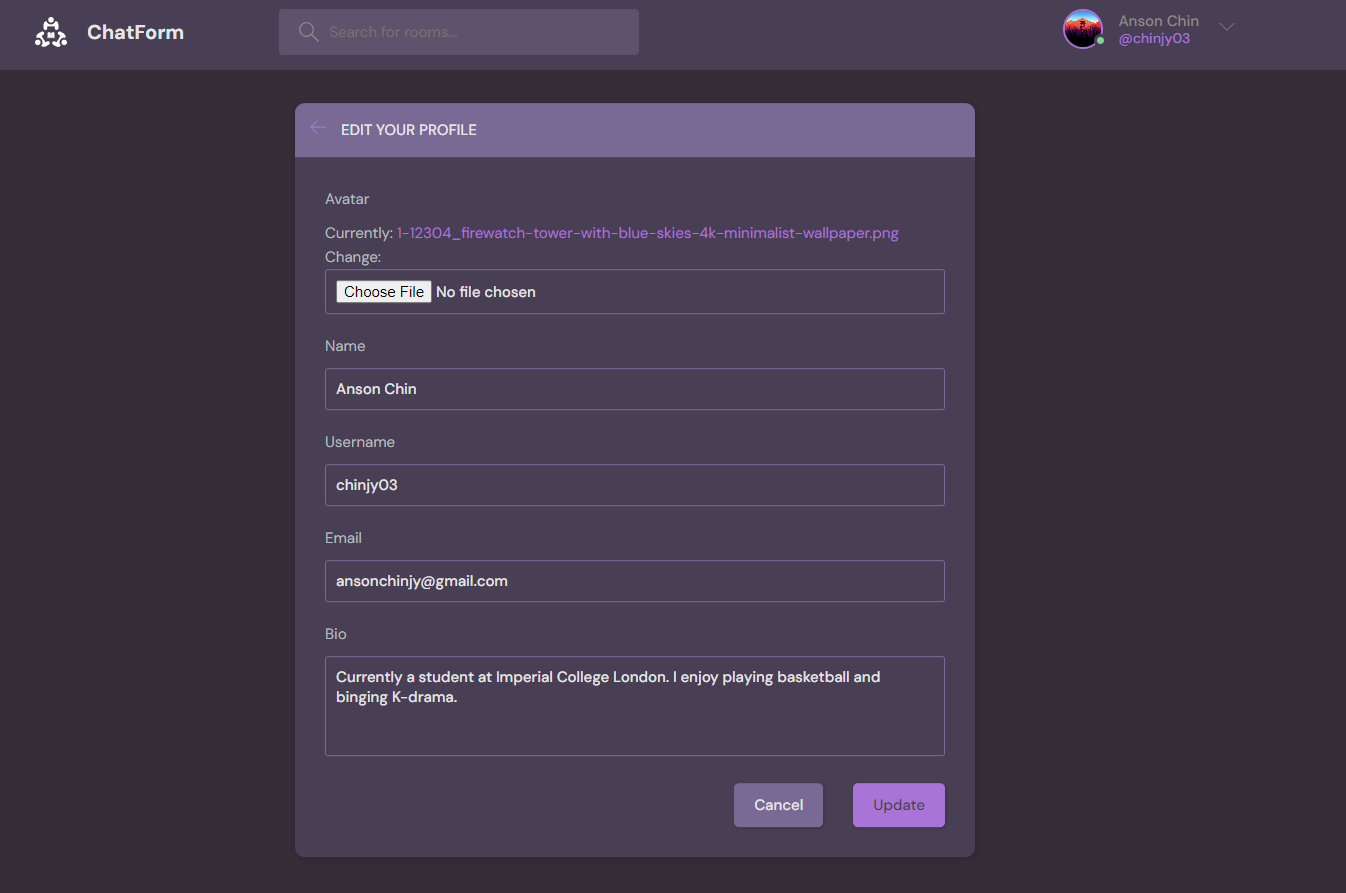 ChatForm
Search for rooms...
Anson Chin
@chinjy03
EDIT YOUR PROFILE
Avatar
Currently: 1-12304_firewatch-tower-with-blue-skies-4k-minimalist-wallpaper.png
Change:
Choose File No file chosen
Name
Anson Chin
Username
chinjy03
Email
ansonchinjy@gmail.com
Bio
Currently a student at Imperial College London. I enjoy playing basketball and
binging K-drama.
Cancel
Update